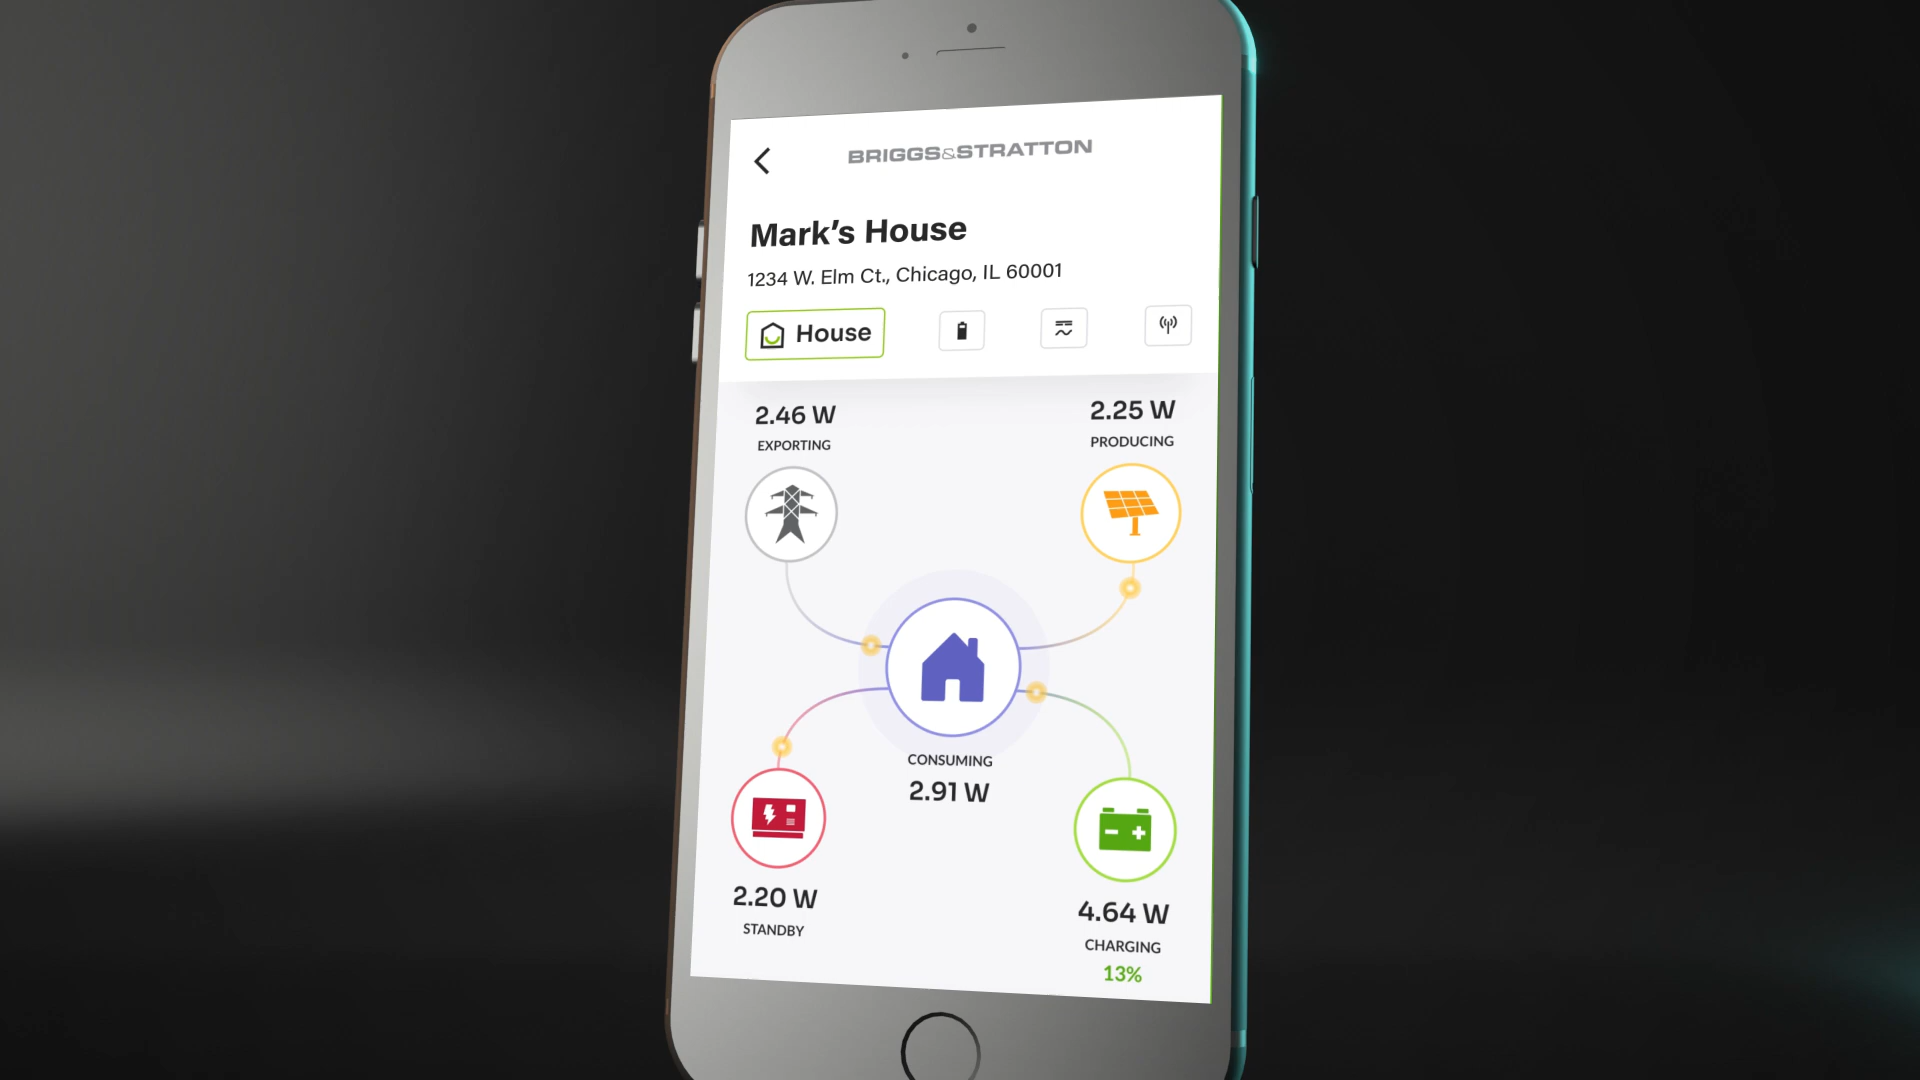 BRIGGS&STRATTON
Mark's House
1234 W. Elm Ct., Chicago, IL 60001
House
2.46 W
EXPORTING
2.25 W
PRODUCING
CONSUMING
2.91 W
2.20 W
STANDBY
4.64 W
CHARGING
13%